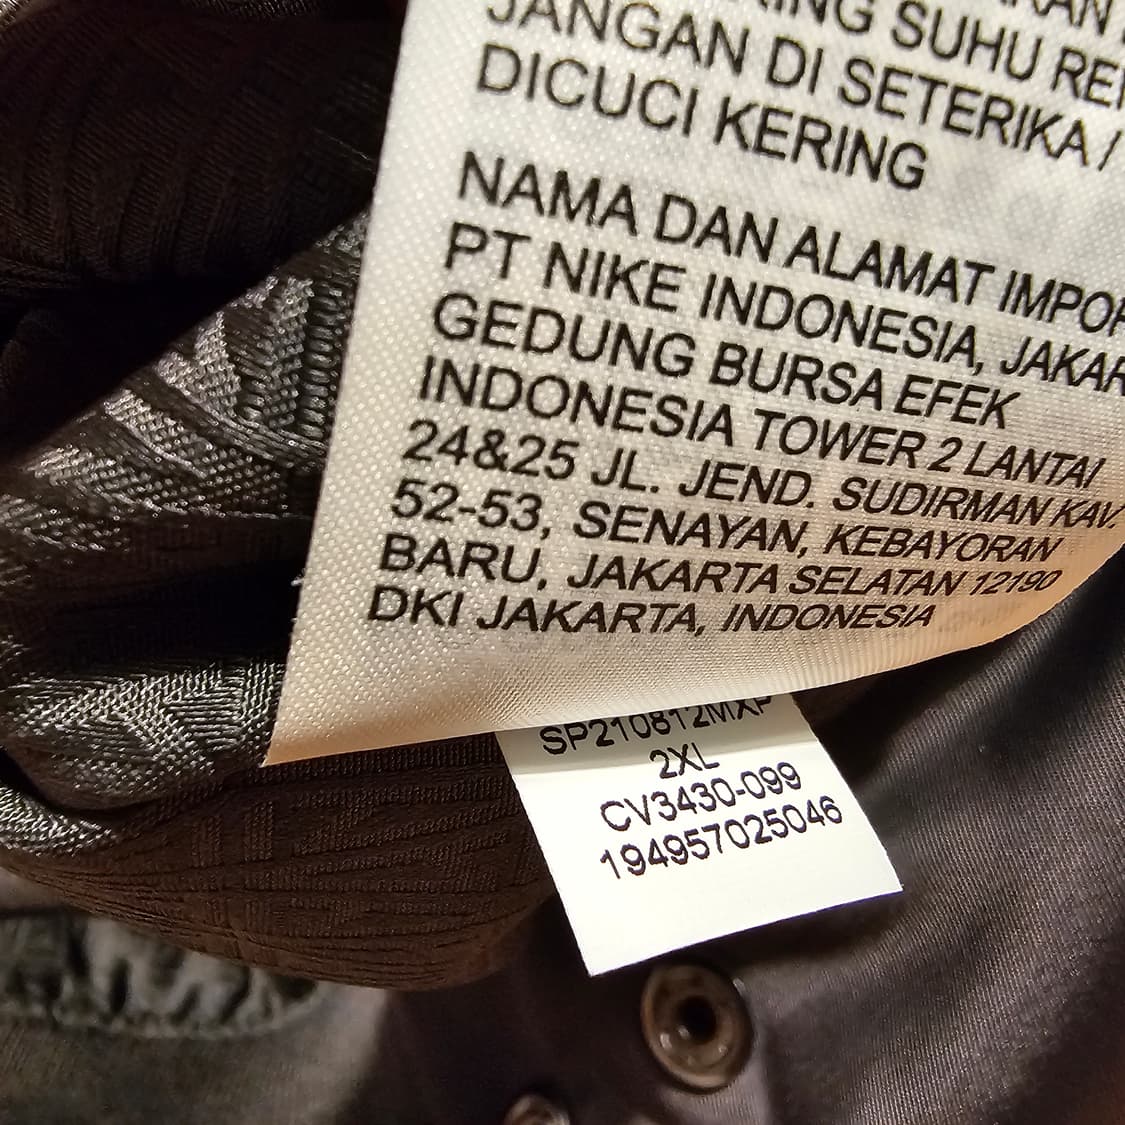 RING SUHU
JANGAN DI SETERIKA /
DICUCI KERING
NAMA DAN ALAMAT
PT NIKE INDONESIA,
GEDUNG BURSA EFEK
INDONESIA TOWER 2 LANTAI
24&25 JL. JEND. SUDIRMAN KAV.
52-53, SENAYAN, KEBAYORAN
BARU, JAKARTA SELATAN 12190
DKI JAKARTA, INDONESIA
SP210812MXP
2XL
CV3430-099
194957025046